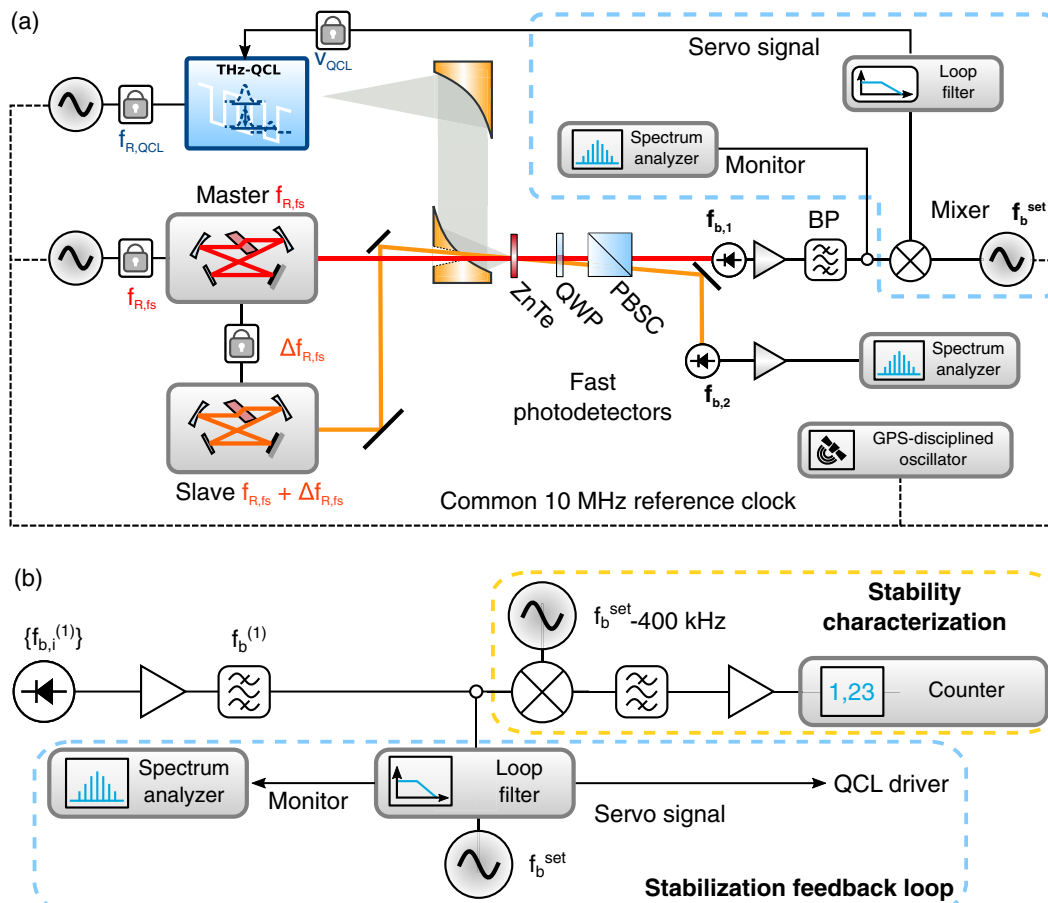 (a)
Servo signal
ν_QCL
THz-QCL
Loop
filter
f_R,QCL
Spectrum
analyzer
Monitor
Master f_R,fs
f_b,1
BP
Mixer
f_b^set
f_R,fs
ZnTe
QWP
PBSC
Δf_R,fs
Spectrum
analyzer
f_b,2
Fast
photodetectors
GPS-disciplined
oscillator
Slave f_R,fs + Δf_R,fs
Common 10 MHz reference clock
(b)
Stability
characterization
f_b^set-400 kHz
{f_b,i^(1)}
f_b^(1)
1,23
Counter
Spectrum
analyzer
Monitor
Loop
filter
Servo signal
QCL driver
f_b^set
Stabilization feedback loop